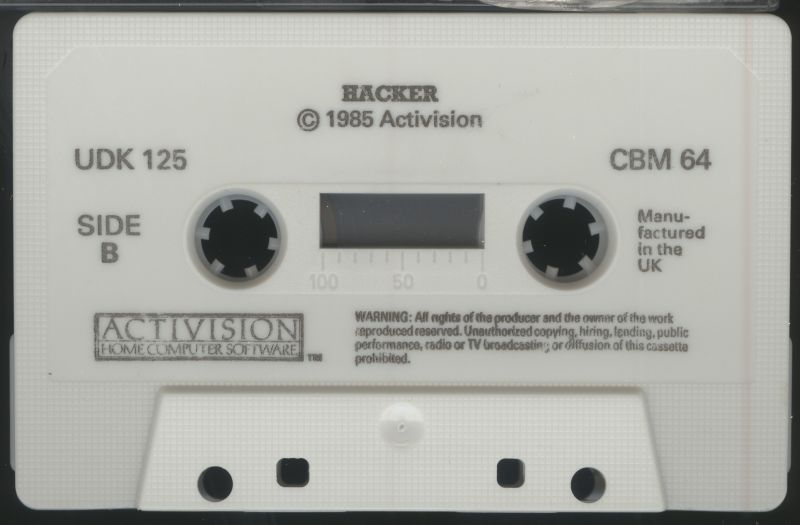 HACKER
© 1985 Activision
UDK 125
CBM 64
SIDE
B
Manu-
factured
in the
UK
100 50 0
ACTIVISION
HOME COMPUTER SOFTWARE
TM
WARNING: All rights of the producer and the owner of the work
reproduced reserved. Unauthorized copying, hiring, lending, public
performance, radio or TV broadcasting or diffusion of this cassette
prohibited.